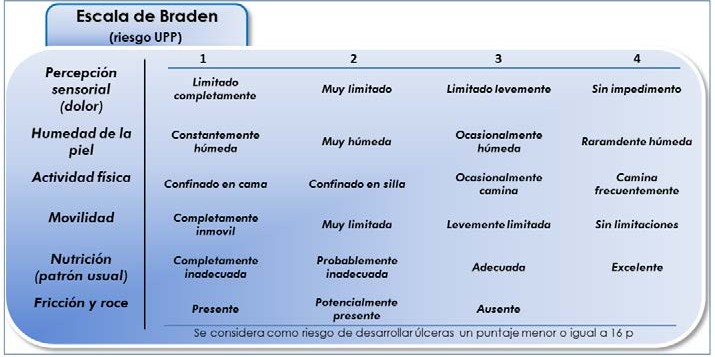 Escala de Braden
(riesgo UPP)
1 2 3 4
Percepción
sensorial
(dolor)
Limitado
completamente
Muy limitado
Limitado levemente
Sin impedimento
Humedad de la
piel
Constantemente
húmeda
Muy húmeda
Ocasionalmente
húmeda
Raramdente húmeda
Actividad física
Confinado en cama
Confinado en silla
Ocasionalmente
camina
Camina
frecuentemente
Movilidad
Completamente
inmovil
Muy limitada
Levemente limitada
Sin limitaciones
Nutrición
(patrón usual)
Completamente
inadecuada
Probablemente
inadecuada
Adecuada
Excelente
Fricción y roce
Presente
Potencialmente
presente
Ausente
Se considera como riesgo de desarrollar úlceras un puntaje menor o igual a 16 p